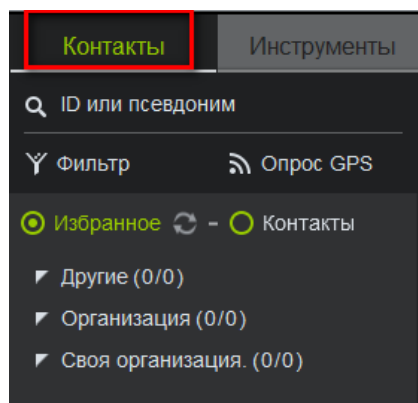 Контакты Инструменты
ID или псевдоним
Фильтр Опрос GPS
Избранное - Контакты
Другие (0/0)
Организация (0/0)
Своя организация. (0/0)